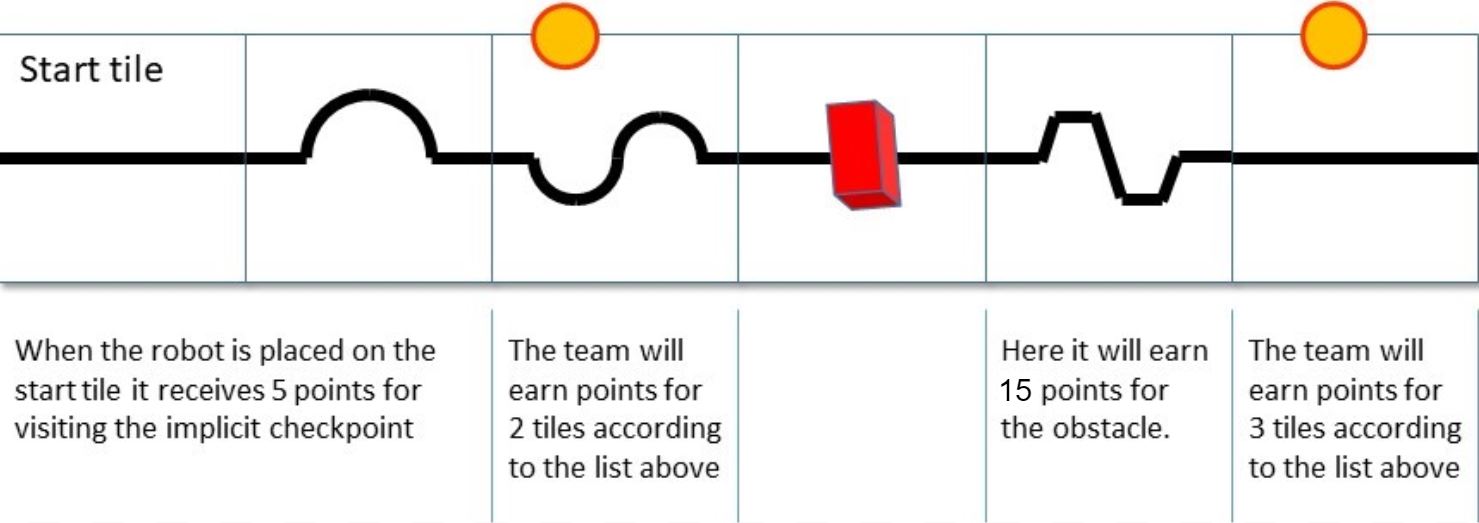 Start tile
When the robot is placed on the
start tile it receives 5 points for
visiting the implicit checkpoint
The team will
earn points for
2 tiles according
to the list above
Here it will earn
15 points for
the obstacle.
The team will
earn points for
3 tiles according
to the list above